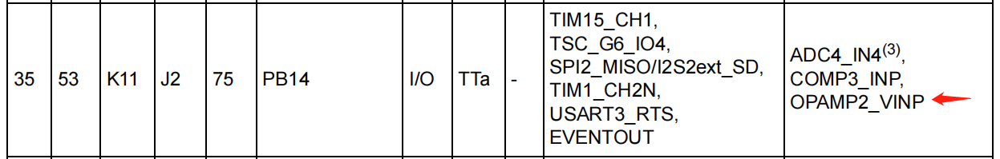 35 53 K11 J2 75 PB14 I/O TTa -
TIM15_CH1,
TSC_G6_IO4,
SPI2_MISO/I2S2ext_SD,
TIM1_CH2N,
USART3_RTS,
EVENTOUT
ADC4_IN4(3),
COMP3_INP,
OPAMP2_VINP